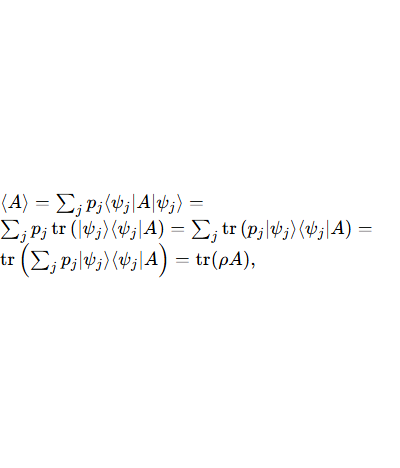 ⟨A⟩ = ∑_j p_j⟨ψ_j|A|ψ_j⟩ =
∑_j p_j tr (|ψ_j⟩⟨ψ_j|A) = ∑_j tr (p_j|ψ_j⟩⟨ψ_j|A) =
tr (∑_j p_j|ψ_j⟩⟨ψ_j|A) = tr(ρA),